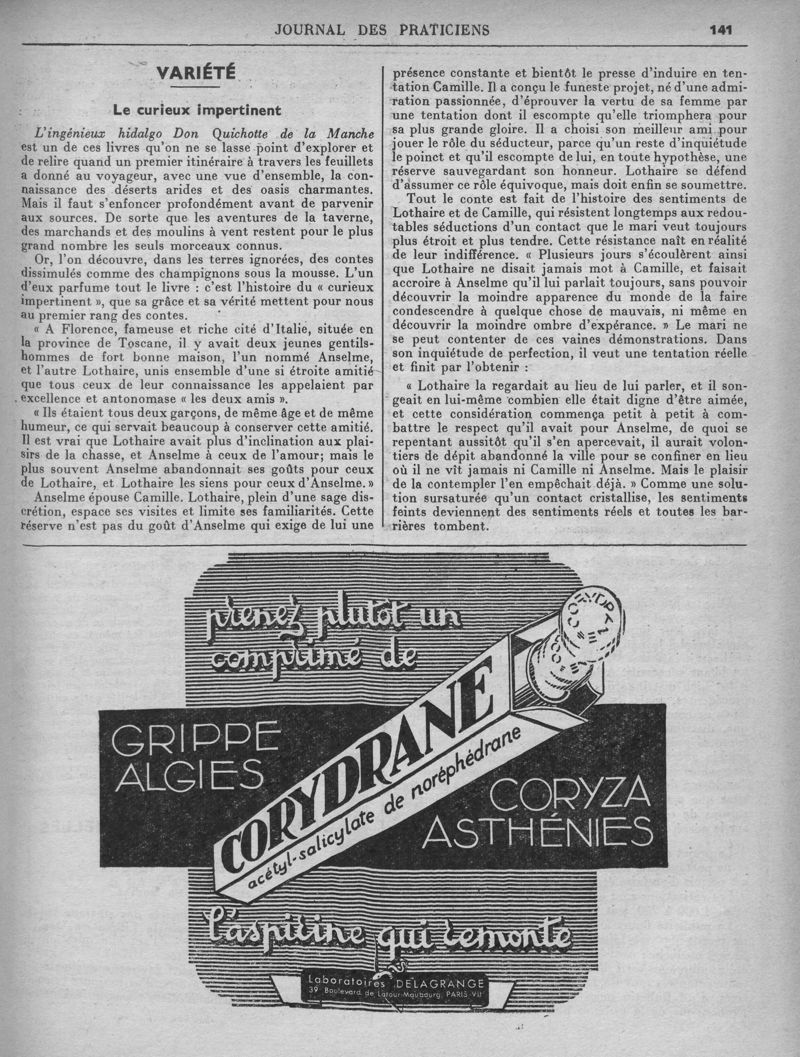 JOURNAL DES PRATICIENS 141
VARIÉTÉ
Le curieux impertinent
L'ingénieux hidalgo Don Quichotte de la Manche
est un de ces livres qu'on ne se lasse point d'explorer et
de relire quand un premier itinéraire à travers les feuillets
a donné au voyageur, avec une vue d'ensemble, la con-
naissance des déserts arides et des oasis charmantes.
Mais il faut s'enfoncer profondément avant de parvenir
aux sources. De sorte que les aventures de la taverne,
des marchands et des moulins à vent restent pour le plus
grand nombre les seuls morceaux connus.
Or, l'on découvre, dans les terres ignorées, des contes
dissimulés comme des champignons sous la mousse. L'un
d'eux parfume tout le livre : c'est l'histoire du « curieux
impertinent », que sa grâce et sa vérité mettent pour nous
au premier rang des contes.
« A Florence, fameuse et riche cité d'Italie, située en
la province de Toscane, il y avait deux jeunes gentils-
hommes de fort bonne maison, l'un nommé Anselme,
et l'autre Lothaire, unis ensemble d'une si étroite amitié
que tous ceux de leur connaissance les appelaient par
excellence et antonomase « les deux amis ».
« Ils étaient tous deux garçons, de même âge et de même
humeur, ce qui servait beaucoup à conserver cette amitié.
Il est vrai que Lothaire avait plus d'inclination aux plai-
sirs de la chasse, et Anselme à ceux de l'amour; mais le
plus souvent Anselme abandonnait ses goûts pour ceux
de Lothaire, et Lothaire les siens pour ceux d'Anselme. »
Anselme épouse Camille. Lothaire, plein d'une sage dis-
crétion, espace ses visites et limite ses familiarités. Cette
réserve n'est pas du goût d'Anselme qui exige de lui une
présence constante et bientôt le presse d'induire en ten-
tation Camille. Il a conçu le funeste projet, né d'une admi-
ration passionnée, d'éprouver la vertu de sa femme par
une tentation dont il escompte qu'elle triomphera pour
sa plus grande gloire. Il a choisi son meilleur ami pour
jouer le rôle du séducteur, parce qu'un reste d'inquiétude
le poinct et qu'il escompte de lui, en toute hypothèse, une
réserve sauvegardant son honneur. Lothaire se défend
d'assumer ce rôle équivoque, mais doit enfin se soumettre.
Tout le conte est fait de l'histoire des sentiments de
Lothaire et de Camille, qui résistent longtemps aux redou-
tables séductions d'un contact que le mari veut toujours
plus étroit et plus tendre. Cette résistance naît en réalité
de leur indifférence. « Plusieurs jours s'écoulèrent ainsi
que Lothaire ne disait jamais mot à Camille, et faisait
accroire à Anselme qu'il lui parlait toujours, sans pouvoir
découvrir la moindre apparence du monde de la faire
condescendre à quelque chose de mauvais, ni même en
découvrir la moindre ombre d'expérance. » Le mari ne
se peut contenter de ces vaines démonstrations. Dans
son inquiétude de perfection, il veut une tentation réelle
et finit par l'obtenir :
« Lothaire la regardait au lieu de lui parler, et il son-
geait en lui-même combien elle était digne d'être aimée,
et cette considération commença petit à petit à com-
battre le respect qu'il avait pour Anselme, de quoi se
repentant aussitôt qu'il s'en apercevait, il aurait volon-
tiers de dépit abandonné la ville pour se confiner en lieu
où il ne vît jamais ni Camille ni Anselme. Mais le plaisir
de la contempler l'en empêchait déjà. » Comme une solu-
tion sursaturée qu'un contact cristallise, les sentiments
feints deviennent des sentiments réels et toutes les bar-
rières tombent.
prenez plutôt un
comprimé de
CORYDRANE
GRIPPE
ALGIES
CORYDRANE
acétyl-salicylate de noréphédrane
CORYZA
ASTHÉNIES
l'aspirine qui remonte
Laboratoires DELAGRANGE
39 Boulevard de Latour-Maubourg, PARIS-VIIe